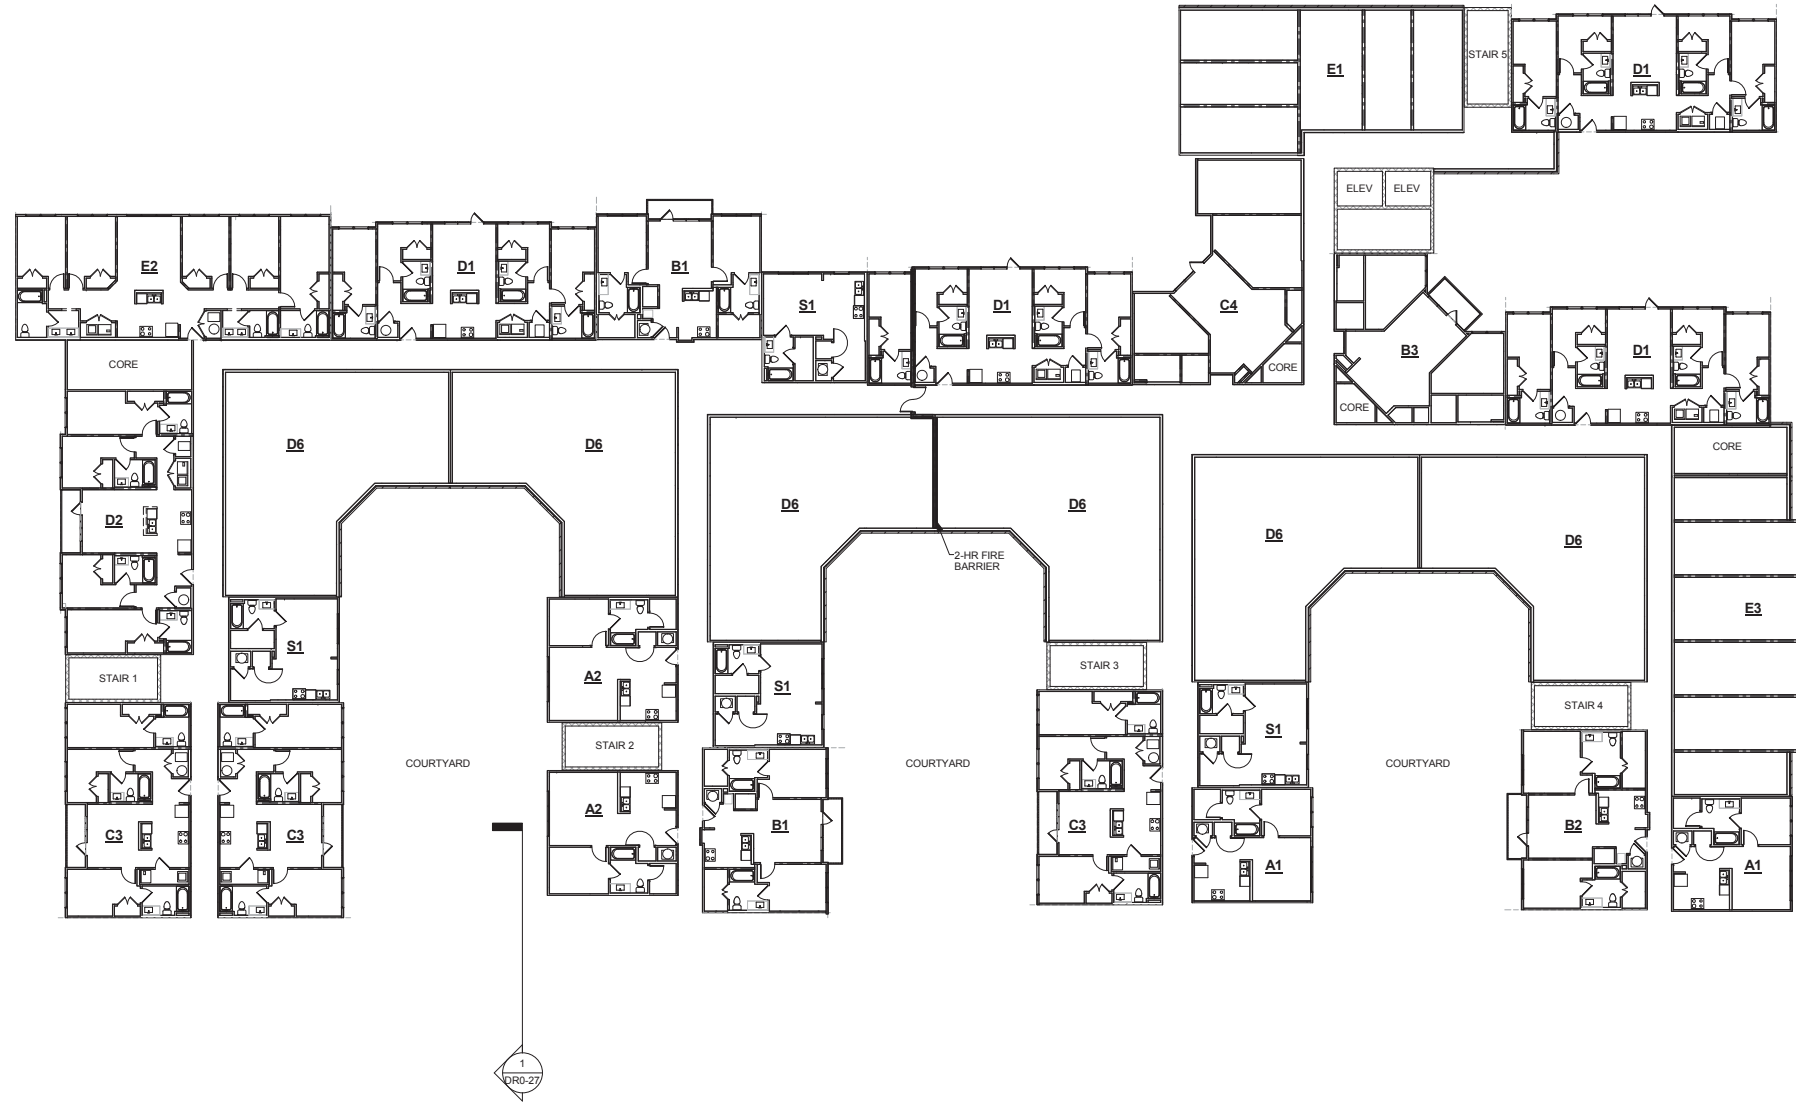 STAIR 5
E1
D1
ELEV
ELEV
E2
D1
B1
S1
D1
C4
B3
D1
CORE
CORE
CORE
CORE
D6
D6
D6
D6
D6
D6
D2
2-HR FIRE
BARRIER
E3
S1
A2
S1
STAIR 3
STAIR 1
STAIR 4
S1
STAIR 2
COURTYARD
COURTYARD
COURTYARD
C3
C3
A2
B1
C3
A1
B2
A1
1
DR0-27